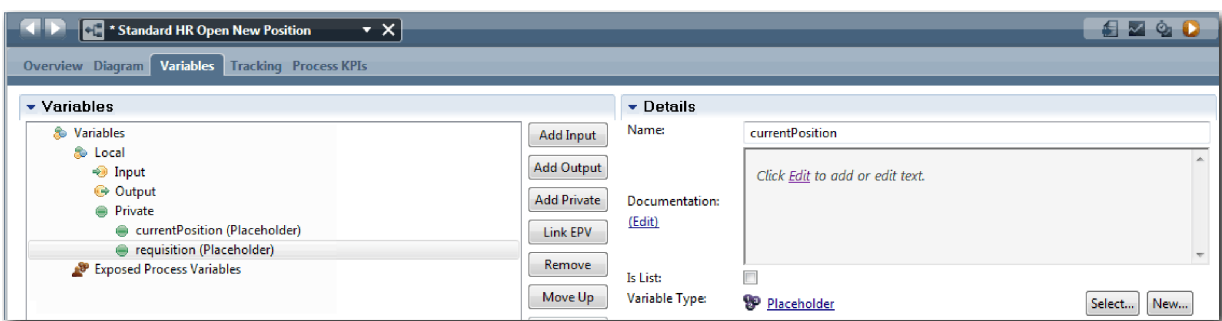 * Standard HR Open New Position
Overview Diagram Variables Tracking Process KPIs
Variables
Variables
Local
Input
Output
Private
currentPosition (Placeholder)
requisition (Placeholder)
Exposed Process Variables
Add Input
Add Output
Add Private
Link EPV
Remove
Move Up
Details
Name: currentPosition
Click Edit to add or edit text.
Documentation:
(Edit)
Is List:
Variable Type: Placeholder Select... New...